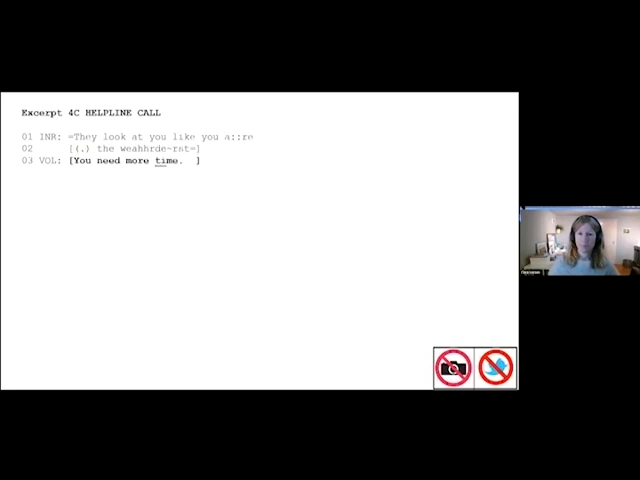 Excerpt 4C HELPLINE CALL
01 INR: =They look at you like you a::re
02 [(.) the weahhrde~rnt=]
03 VOL: [You need more time. ]